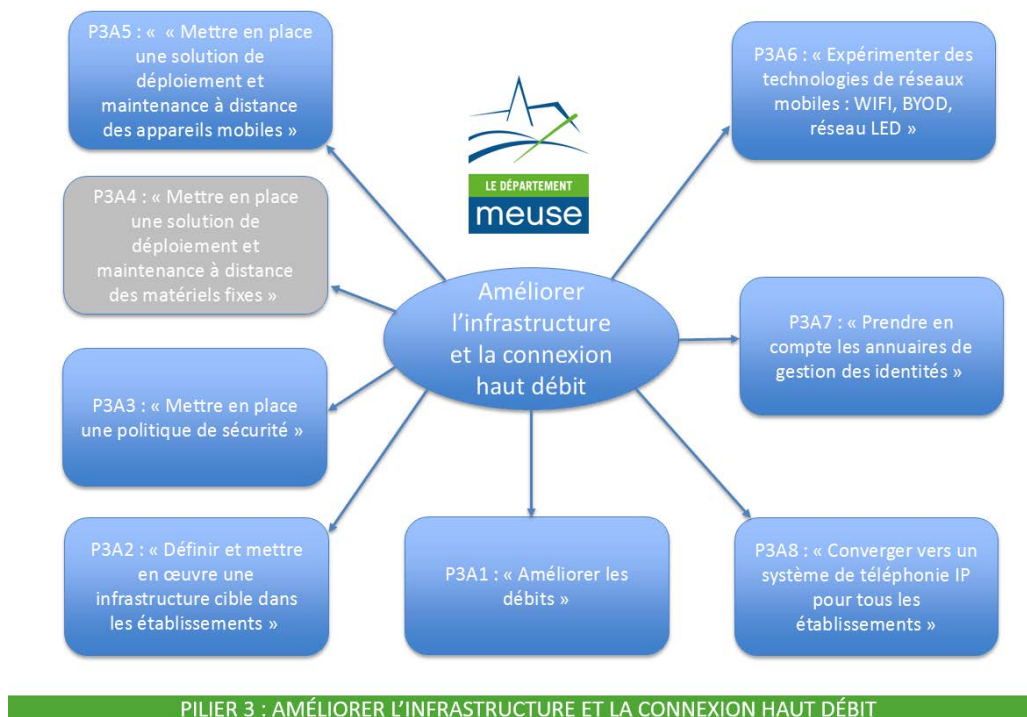 P3A5 : « « Mettre en place
une solution de
déploiement et
maintenance à distance
des appareils mobiles »
P3A6 : « Expérimenter des
technologies de réseaux
mobiles : WIFI, BYOD,
réseau LED »
LE DÉPARTEMENT
meuse
P3A4 : « Mettre en place
une solution de
déploiement et
maintenance à distance
des matériels fixes »
Améliorer
l’infrastructure
et la connexion
haut débit
P3A7 : « Prendre en
compte les annuaires de
gestion des identités »
P3A3 : « Mettre en place
une politique de sécurité »
P3A2 : « Définir et mettre
en œuvre une
infrastructure cible dans
les établissements »
P3A1 : « Améliorer les
débits »
P3A8 : « Converger vers un
système de téléphonie IP
pour tous les
établissements »
PILIER 3 : AMÉLIORER L’INFRASTRUCTURE ET LA CONNEXION HAUT DÉBIT